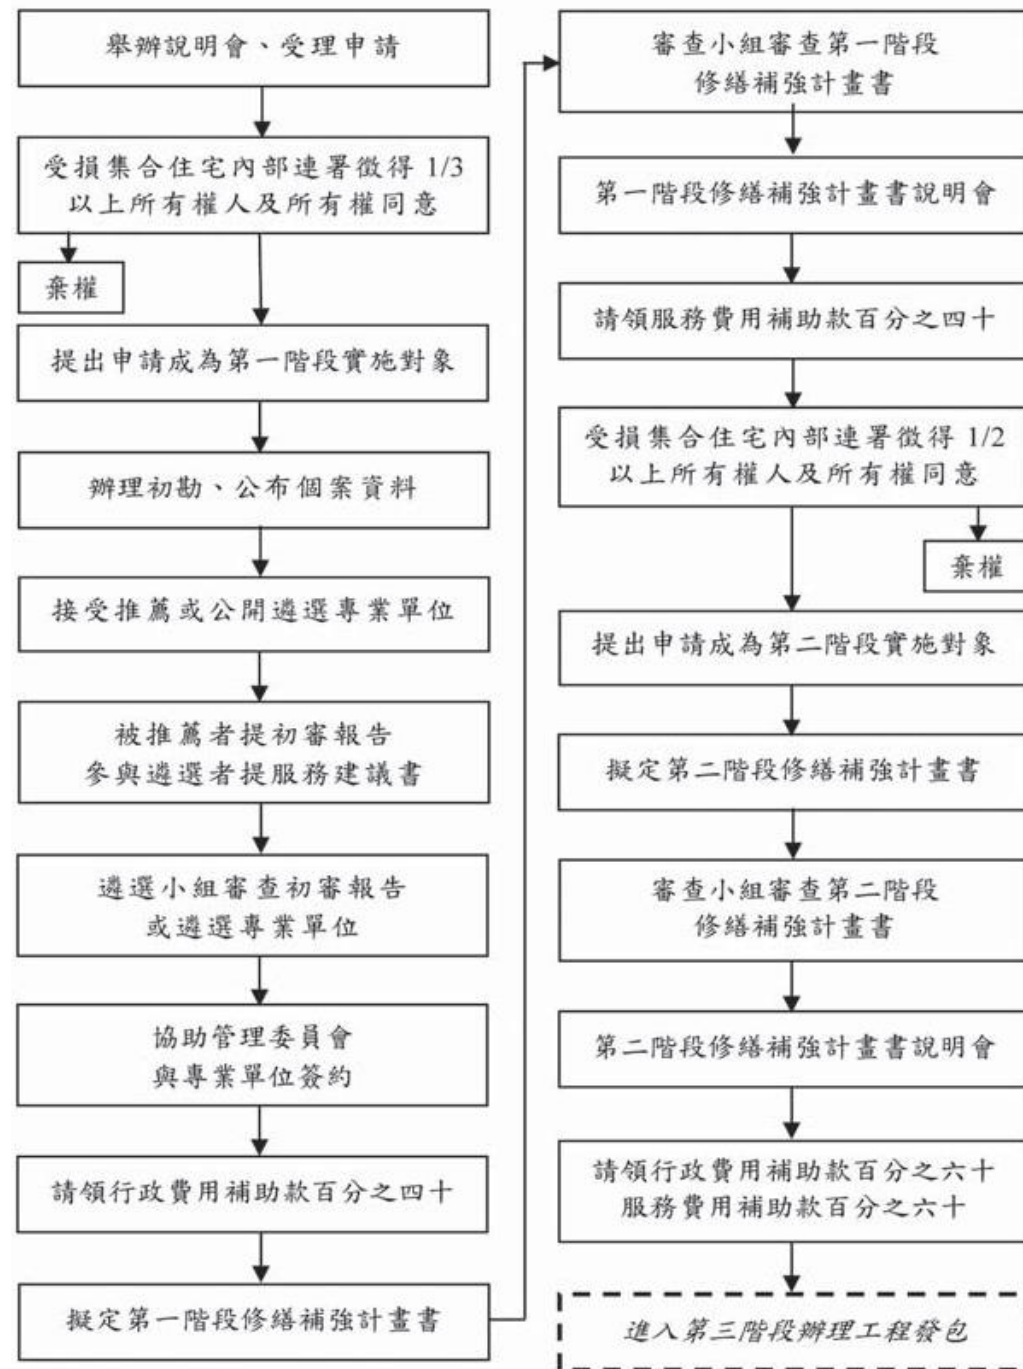 舉辦說明會、受理申請
受損集合住宅內部連署徵得 1/3
以上所有權人及所有權同意
棄權
提出申請成為第一階段實施對象
辦理初勘、公布個案資料
接受推薦或公開遴選專業單位
被推薦者提初審報告
參與遴選者提服務建議書
遴選小組審查初審報告
或遴選專業單位
協助管理委員會
與專業單位簽約
請領行政費用補助款百分之四十
擬定第一階段修繕補強計畫書
審查小組審查第一階段
修繕補強計畫書
第一階段修繕補強計畫書說明會
請領服務費用補助款百分之四十
受損集合住宅內部連署徵得 1/2
以上所有權人及所有權同意
棄權
提出申請成為第二階段實施對象
擬定第二階段修繕補強計畫書
審查小組審查第二階段
修繕補強計畫書
第二階段修繕補強計畫書說明會
請領行政費用補助款百分之六十
服務費用補助款百分之六十
進入第三階段辦理工程發包